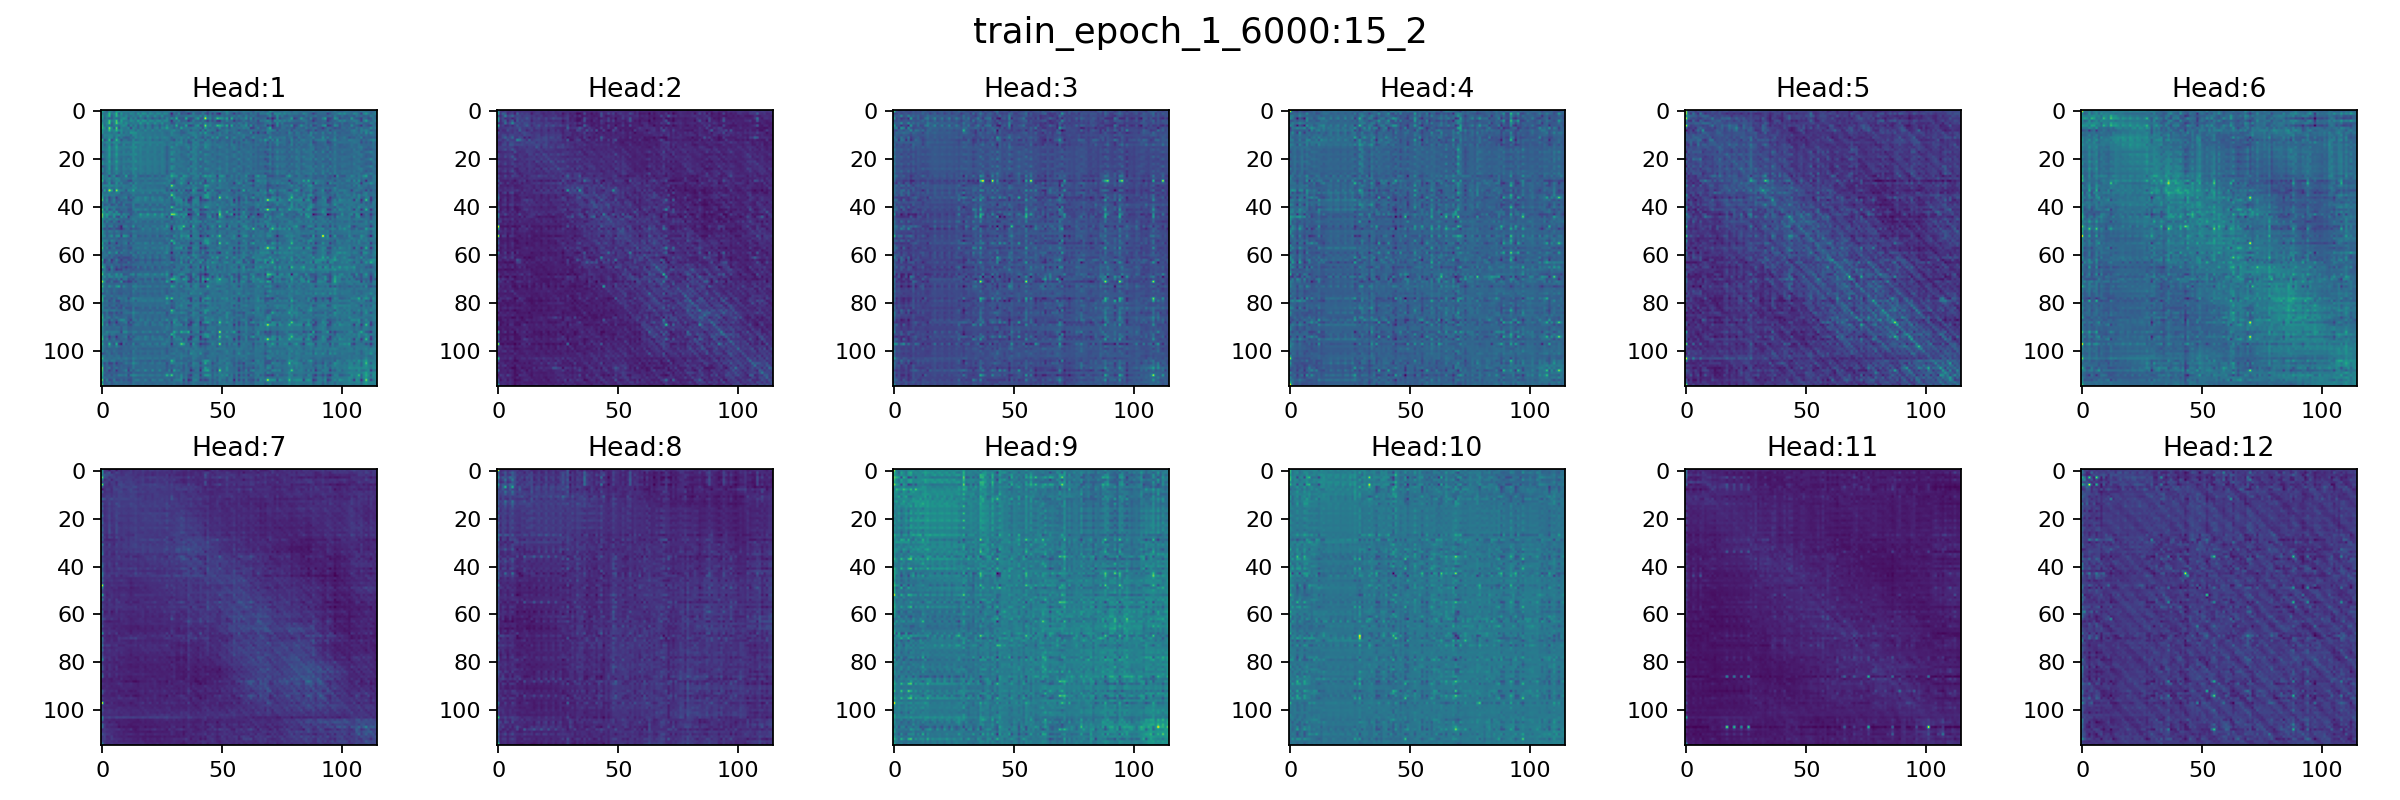 train_epoch_1_6000:15_2
Head:1 Head:2 Head:3 Head:4 Head:5 Head:6
0 0 0 0 0 0
20 20 20 20 20 20
40 40 40 40 40 40
60 60 60 60 60 60
80 80 80 80 80 80
100 100 100 100 100 100
0 50 100 0 50 100 0 50 100 0 50 100 0 50 100 0 50 100
Head:7 Head:8 Head:9 Head:10 Head:11 Head:12
0 0 0 0 0 0
20 20 20 20 20 20
40 40 40 40 40 40
60 60 60 60 60 60
80 80 80 80 80 80
100 100 100 100 100 100
0 50 100 0 50 100 0 50 100 0 50 100 0 50 100 0 50 100